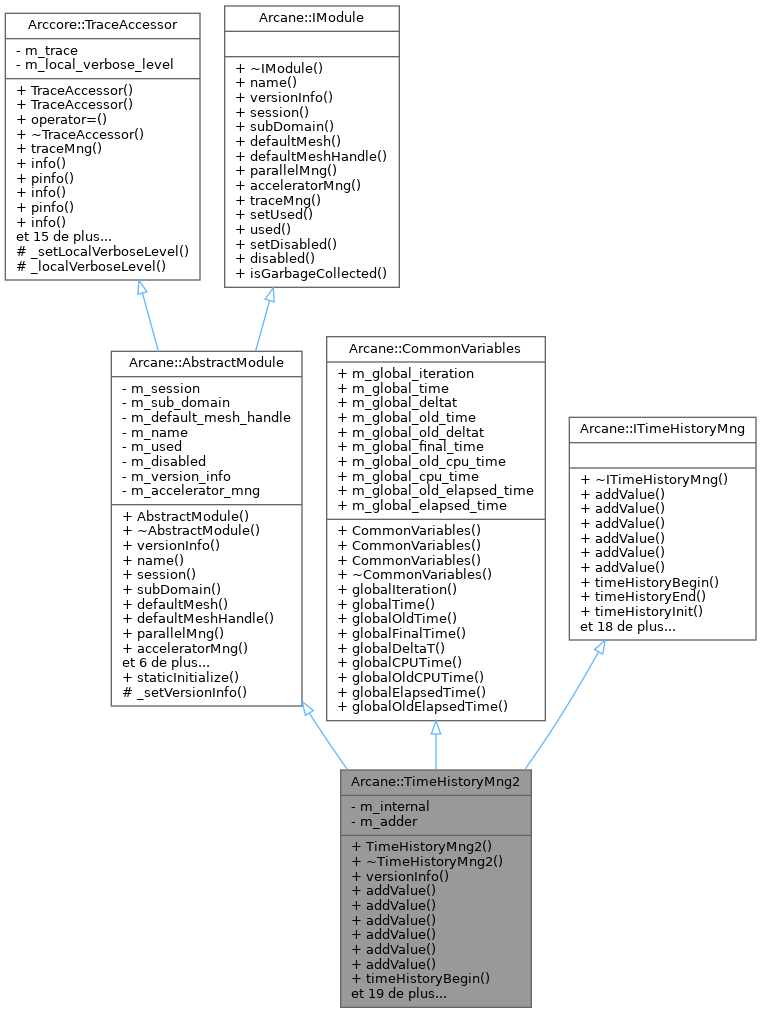 Arccore::TraceAccessor
- m_trace
- m_local_verbose_level
+ TraceAccessor()
+ TraceAccessor()
+ operator=()
+ ~TraceAccessor()
+ traceMng()
+ info()
+ pinfo()
+ info()
+ pinfo()
+ info()
et 15 de plus...
# _setLocalVerboseLevel()
# _localVerboseLevel()
Arcane::IModule
+ ~IModule()
+ name()
+ versionInfo()
+ session()
+ subDomain()
+ defaultMesh()
+ defaultMeshHandle()
+ parallelMng()
+ acceleratorMng()
+ traceMng()
+ setUsed()
+ used()
+ setDisabled()
+ disabled()
+ isGarbageCollected()
Arcane::AbstractModule
- m_session
- m_sub_domain
- m_default_mesh_handle
- m_name
- m_used
- m_disabled
- m_version_info
- m_accelerator_mng
+ AbstractModule()
+ ~AbstractModule()
+ versionInfo()
+ name()
+ session()
+ subDomain()
+ defaultMesh()
+ defaultMeshHandle()
+ parallelMng()
+ acceleratorMng()
et 6 de plus...
+ staticInitialize()
# _setVersionInfo()
Arcane::CommonVariables
+ m_global_iteration
+ m_global_time
+ m_global_deltat
+ m_global_old_time
+ m_global_old_deltat
+ m_global_final_time
+ m_global_old_cpu_time
+ m_global_cpu_time
+ m_global_old_elapsed_time
+ m_global_elapsed_time
+ CommonVariables()
+ CommonVariables()
+ CommonVariables()
+ ~CommonVariables()
+ globalIteration()
+ globalTime()
+ globalOldTime()
+ globalFinalTime()
+ globalDeltaT()
+ globalCPUTime()
+ globalOldCPUTime()
+ globalElapsedTime()
+ globalOldElapsedTime()
Arcane::ITimeHistoryMng
+ ~ITimeHistoryMng()
+ addValue()
+ addValue()
+ addValue()
+ addValue()
+ addValue()
+ addValue()
+ timeHistoryBegin()
+ timeHistoryEnd()
+ timeHistoryInit()
et 18 de plus...
Arcane::TimeHistoryMng2
- m_internal
- m_adder
+ TimeHistoryMng2()
+ ~TimeHistoryMng2()
+ versionInfo()
+ addValue()
+ addValue()
+ addValue()
+ addValue()
+ addValue()
+ addValue()
+ timeHistoryBegin()
et 19 de plus...